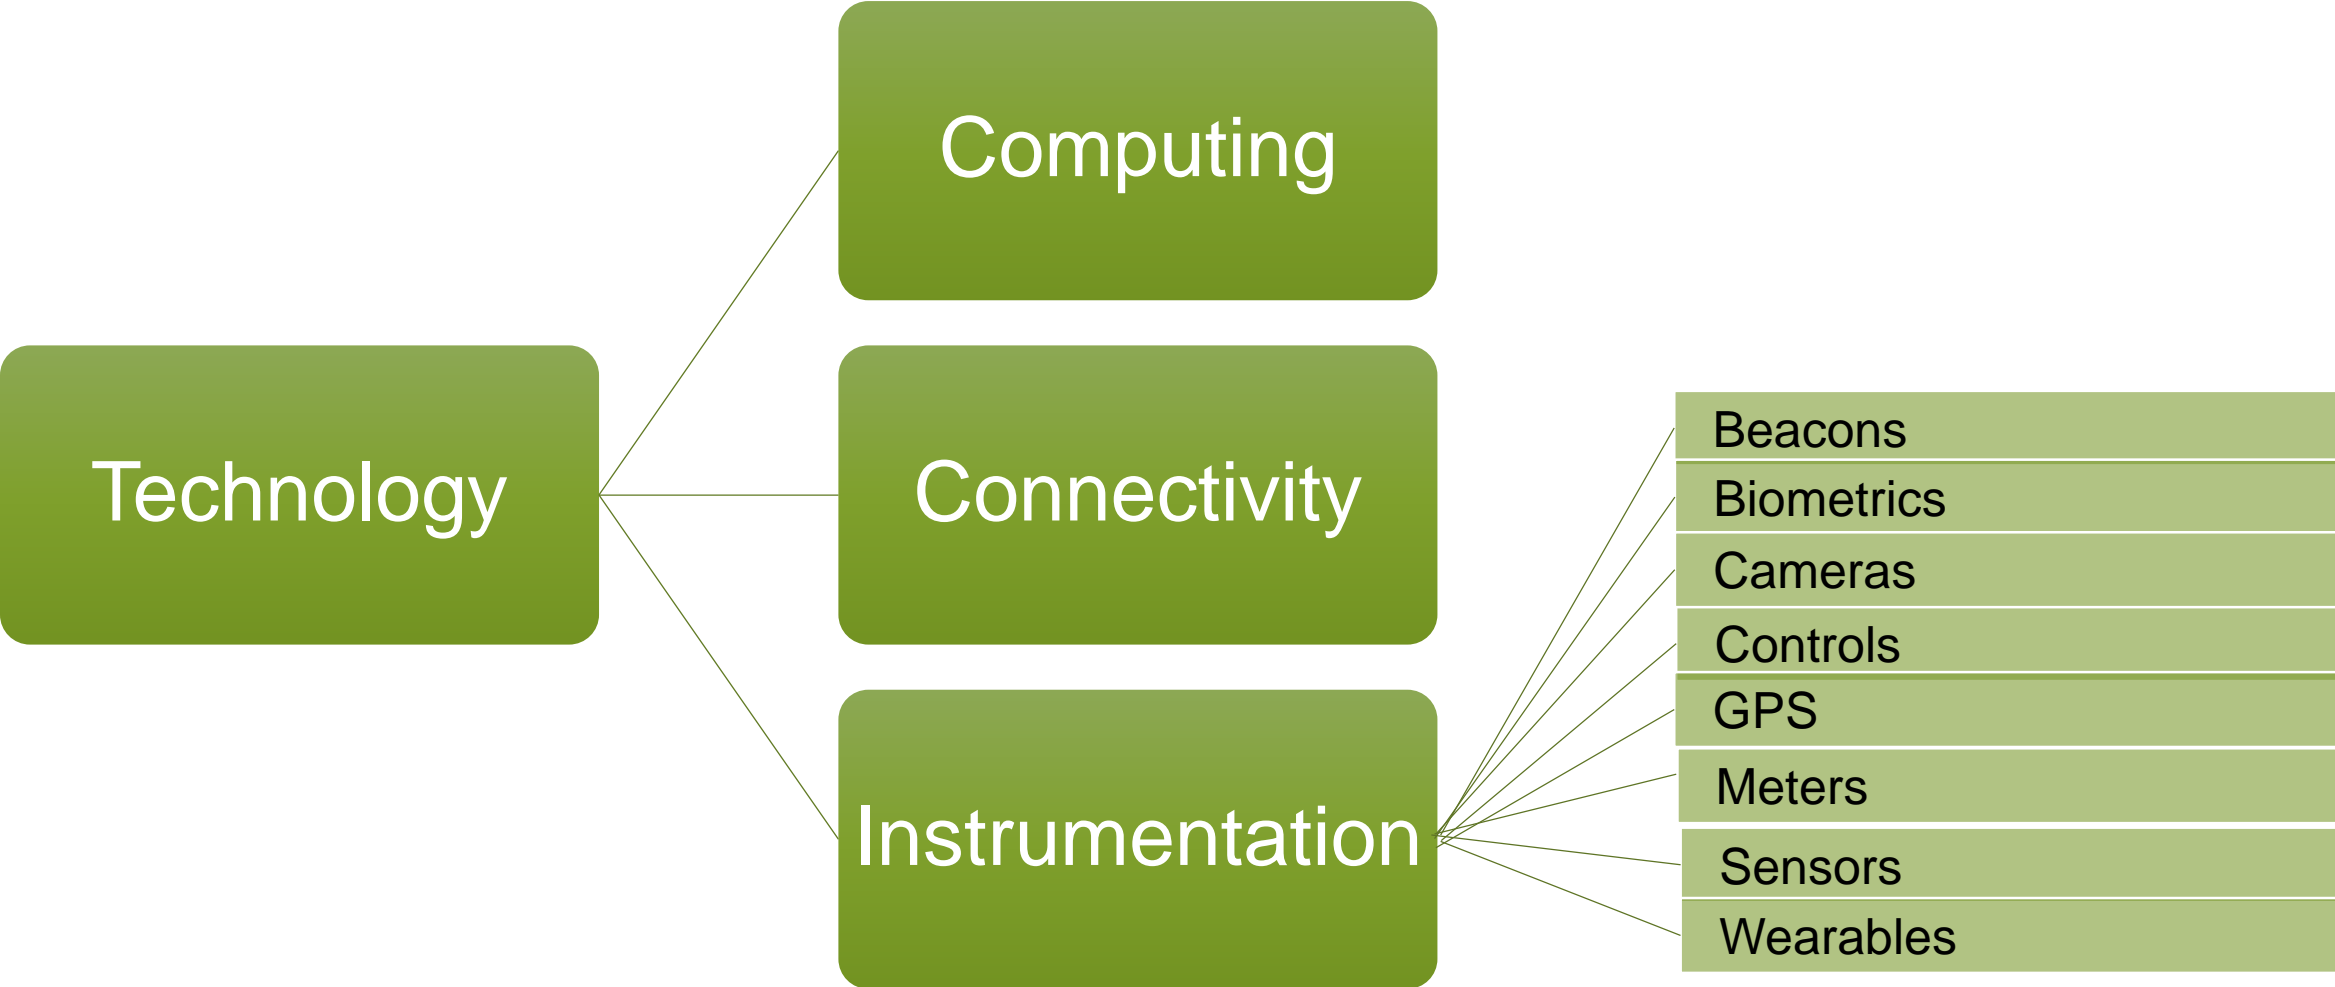 Technology
Computing
Connectivity
Instrumentation
Beacons
Biometrics
Cameras
Controls
GPS
Meters
Sensors
Wearables